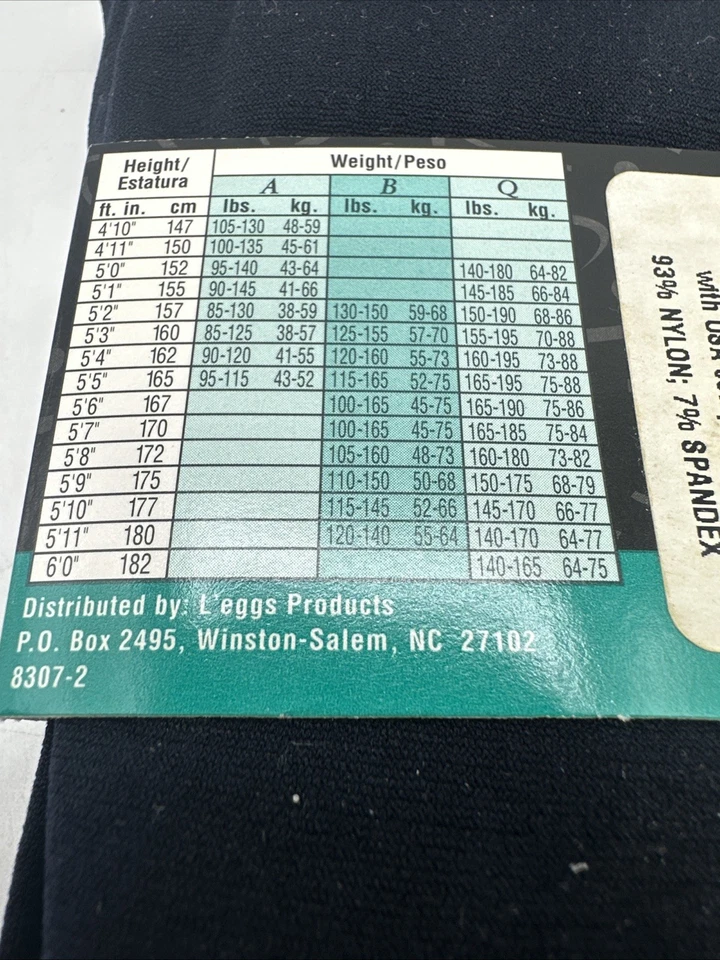 Height/ Weight/Peso
Estatura A B Q
ft. in. cm lbs. kg. lbs. kg. lbs. kg.
4'10" 147 105-130 48-59
4'11" 150 100-135 45-61
5'0" 152 95-140 43-64 140-180 64-82
5'1" 155 90-145 41-66 145-185 66-84
5'2" 157 85-130 38-59 130-150 59-68 150-190 68-86
5'3" 160 85-125 38-57 125-155 57-70 155-195 70-88
5'4" 162 90-120 41-55 120-160 55-73 160-195 73-88
5'5" 165 95-115 43-52 115-165 52-75 165-195 75-88
5'6" 167 100-165 45-75 165-190 75-86
5'7" 170 100-165 45-75 165-185 75-84
5'8" 172 105-160 48-73 160-180 73-82
5'9" 175 110-150 50-68 150-175 68-79
5'10" 177 115-145 52-66 145-170 66-77
5'11" 180 120-140 55-64 140-170 64-77
6'0" 182 140-165 64-75
Distributed by: L'eggs Products
P.O. Box 2495, Winston-Salem, NC 27102
8307-2
with
93% NYLON; 7% SPANDEX